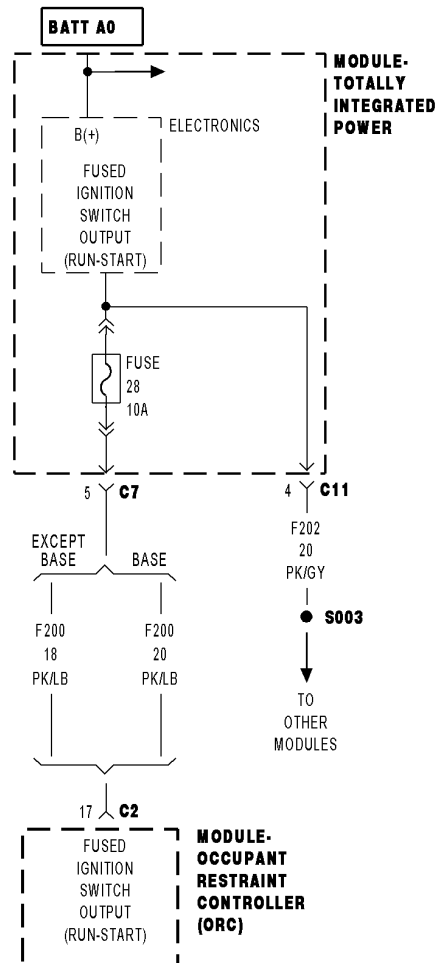 BATT A0
MODULE-
TOTALLY
INTEGRATED
POWER
ELECTRONICS
B(+)
FUSED
IGNITION
SWITCH
OUTPUT
(RUN-START)
FUSE
28
10A
5 C7
4 C11
EXCEPT
BASE
BASE
F202
20
PK/GY
F200
18
PK/LB
F200
20
PK/LB
S003
TO
OTHER
MODULES
17 C2
MODULE-
OCCUPANT
RESTRAINT
CONTROLLER
(ORC)
FUSED
IGNITION
SWITCH
OUTPUT
(RUN-START)